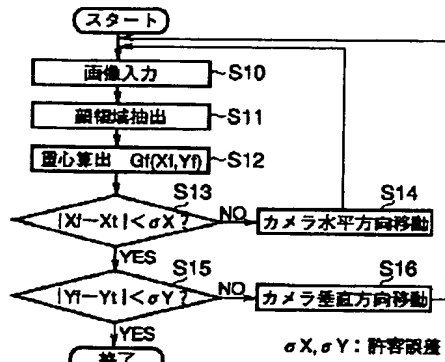 スタート
画像入力
S10
顔領域抽出
S11
重心算出 Gf(Xf,Yf)
S12
|Xf-Xt|<σX?
S13
NO
カメラ水平方向移動
S14
YES
|Yf-Yt|<σY?
S15
NO
カメラ垂直方向移動
S16
YES
終了
σX,σY:許容誤差